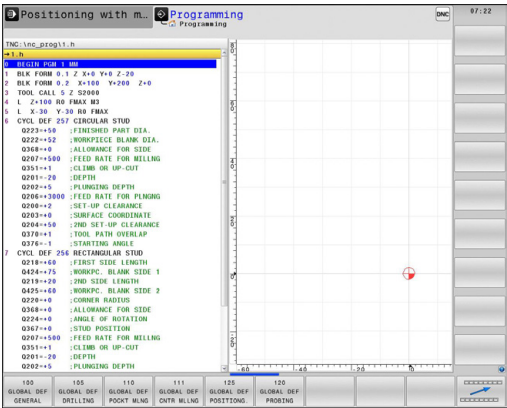 Positioning with m...
Programming
Programming
DNC
07:22
TNC:\nc_prog\1.h
→1.h
0 BEGIN PGM 1 MM
1 BLK FORM 0.1 Z X+0 Y+0 Z-20
2 BLK FORM 0.2 X+100 Y+200 Z+0
3 TOOL CALL 5 Z S2000
4 L Z+100 R0 FMAX M3
5 L X-30 Y-30 R0 FMAX
6 CYCL DEF 257 CIRCULAR STUD
Q223=+50 ;FINISHED PART DIA.
Q222=+52 ;WORKPIECE BLANK DIA.
Q368=+0 ;ALLOWANCE FOR SIDE
Q207=+500 ;FEED RATE FOR MILLNG
Q351=+1 ;CLIMB OR UP-CUT
Q201=-20 ;DEPTH
Q202=+5 ;PLUNGING DEPTH
Q206=+3000 ;FEED RATE FOR PLNGNG
Q200=+2 ;SET-UP CLEARANCE
Q203=+0 ;SURFACE COORDINATE
Q204=+50 ;2ND SET-UP CLEARANCE
Q370=+1 ;TOOL PATH OVERLAP
Q376=-1 ;STARTING ANGLE
7 CYCL DEF 256 RECTANGULAR STUD
Q218=+60 ;FIRST SIDE LENGTH
Q424=+75 ;WORKPC. BLANK SIDE 1
Q219=+20 ;2ND SIDE LENGTH
Q425=+60 ;WORKPC. BLANK SIDE 2
Q220=+0 ;CORNER RADIUS
Q368=+0 ;ALLOWANCE FOR SIDE
Q224=+0 ;ANGLE OF ROTATION
Q367=+0 ;STUD POSITION
Q207=+500 ;FEED RATE FOR MILLNG
Q351=+1 ;CLIMB OR UP-CUT
Q201=-20 ;DEPTH
Q202=+5 ;PLUNGING DEPTH
-60 -40 -20 0
100 GLOBAL DEF GENERAL
105 GLOBAL DEF DRILLING
110 GLOBAL DEF POCKT MLNG
111 GLOBAL DEF CNTR MLLNG
125 GLOBAL DEF POSITIONG.
120 GLOBAL DEF PROBING